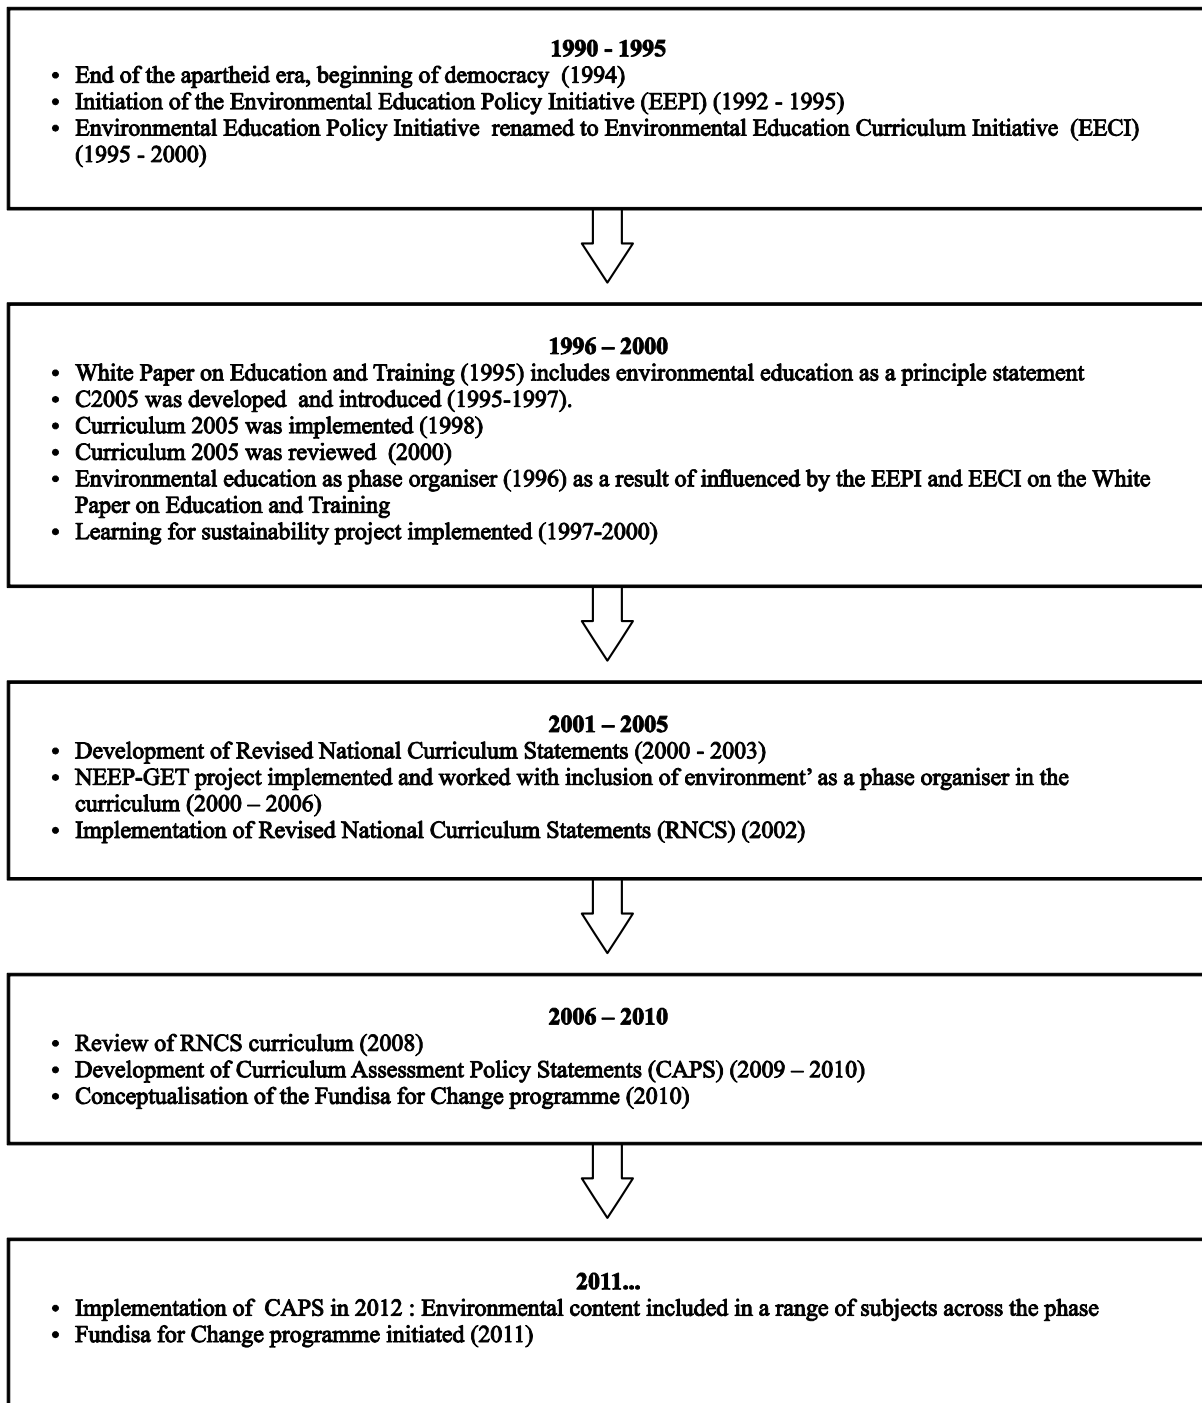 1990 - 1995
• End of the apartheid era, beginning of democracy (1994)
• Initiation of the Environmental Education Policy Initiative (EEPI) (1992 - 1995)
• Environmental Education Policy Initiative renamed to Environmental Education Curriculum Initiative (EECI)
(1995 - 2000)
1996 – 2000
• White Paper on Education and Training (1995) includes environmental education as a principle statement
• C2005 was developed and introduced (1995-1997).
• Curriculum 2005 was implemented (1998)
• Curriculum 2005 was reviewed (2000)
• Environmental education as phase organiser (1996) as a result of influenced by the EEPI and EECI on the White
Paper on Education and Training
• Learning for sustainability project implemented (1997-2000)
2001 – 2005
• Development of Revised National Curriculum Statements (2000 - 2003)
• NEEP-GET project implemented and worked with inclusion of environment’ as a phase organiser in the
curriculum (2000 – 2006)
• Implementation of Revised National Curriculum Statements (RNCS) (2002)
2006 – 2010
• Review of RNCS curriculum (2008)
• Development of Curriculum Assessment Policy Statements (CAPS) (2009 – 2010)
• Conceptualisation of the Fundisa for Change programme (2010)
2011...
• Implementation of CAPS in 2012 : Environmental content included in a range of subjects across the phase
• Fundisa for Change programme initiated (2011)